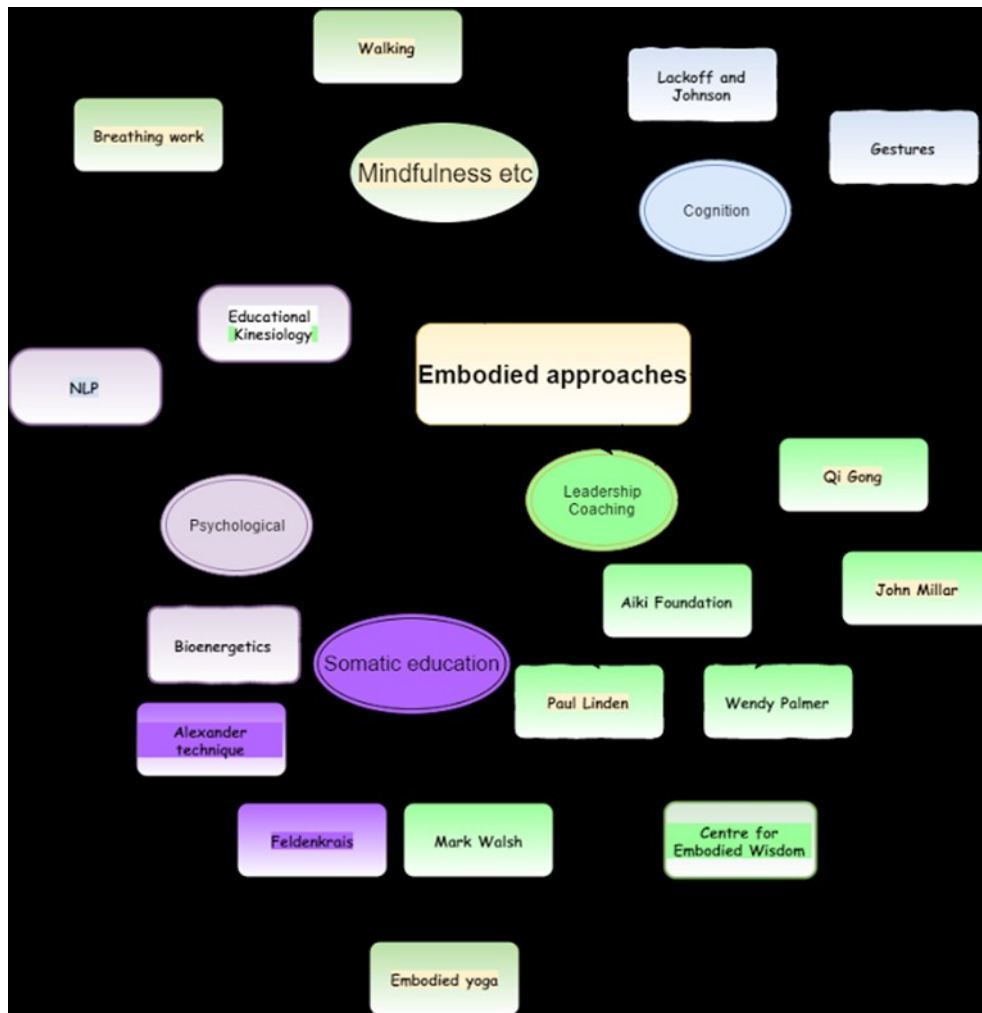 Walking
Lackoff and
Johnson
Breathing work
Gestures
Mindfulness etc
Cognition
Educational
Kinesiology
Embodied approaches
NLP
Qi Gong
Leadership
Coaching
Psychological
John Millar
Aiki Foundation
Bioenergetics
Somatic education
Paul Linden
Wendy Palmer
Alexander
technique
Feldenkrais
Mark Walsh
Centre for
Embodied Wisdom
Embodied yoga